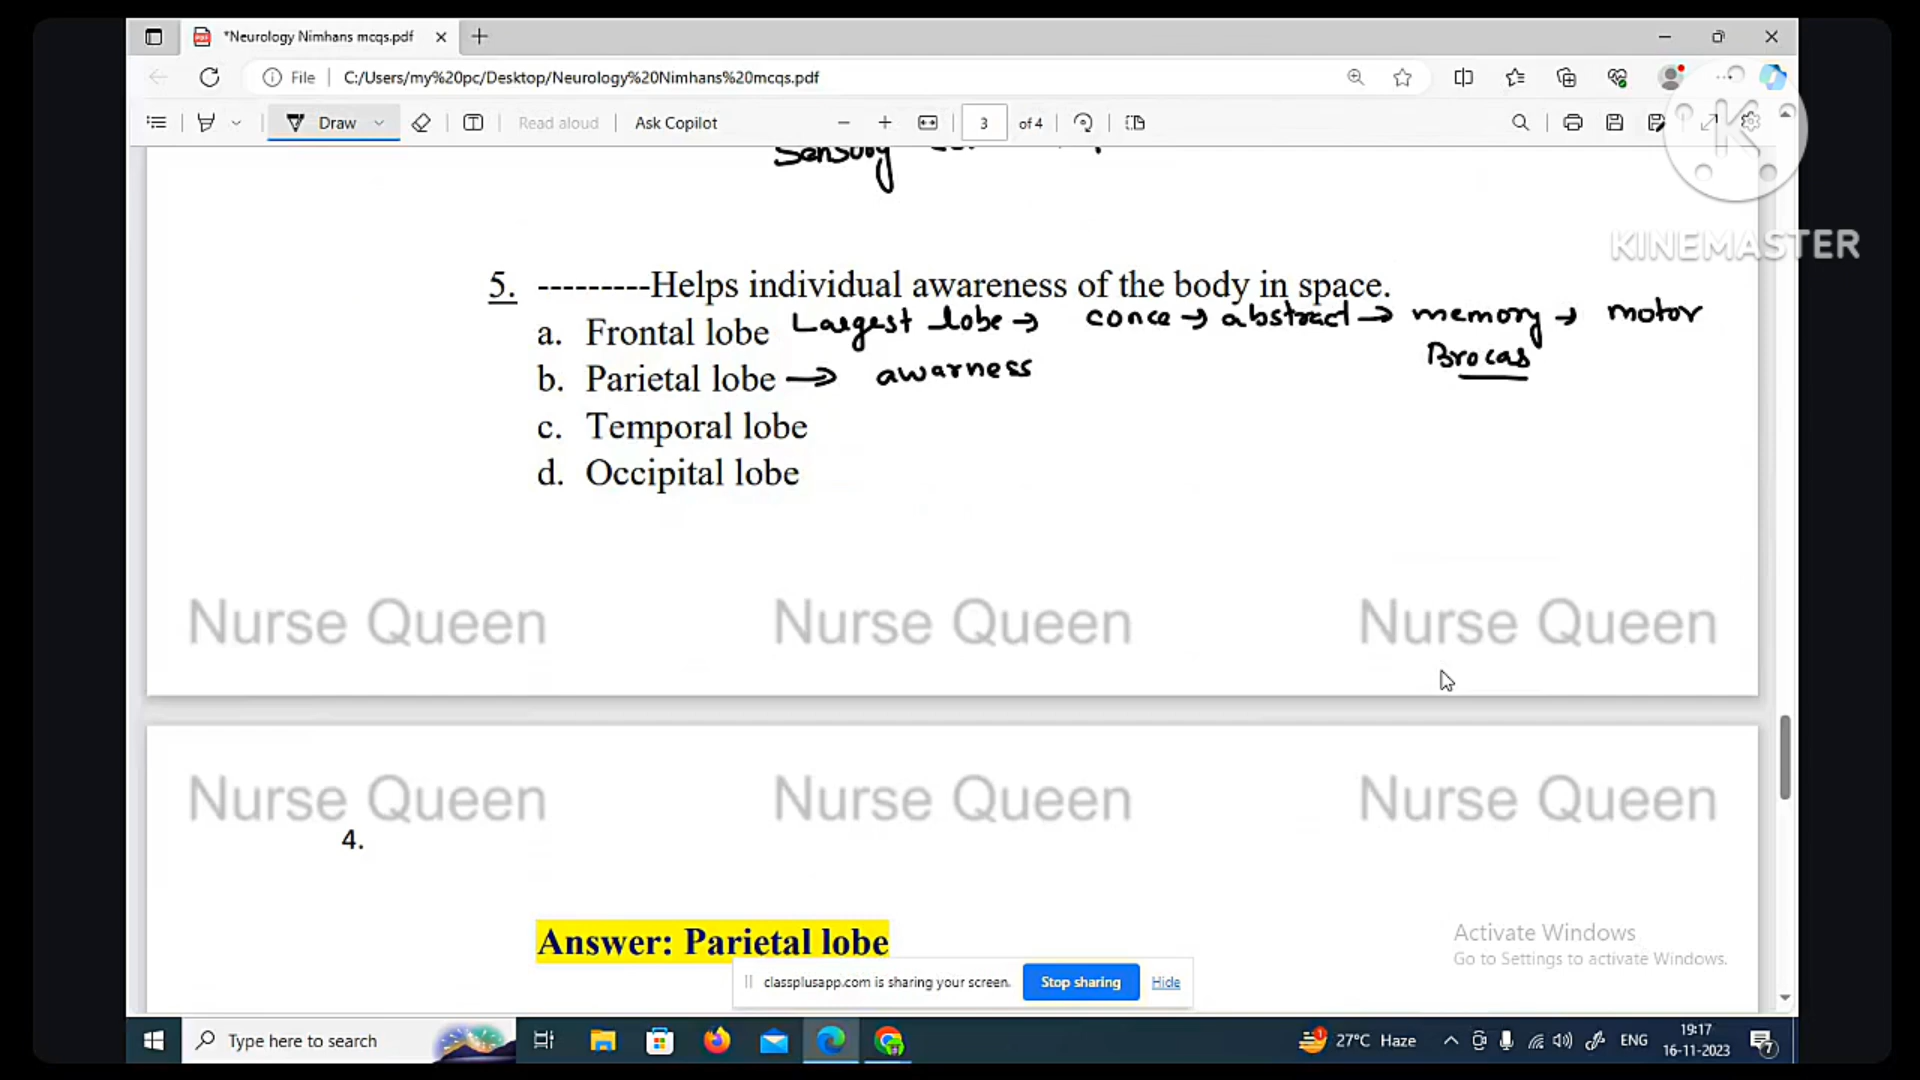 *Neurology Nimhans mcqs.pdf
File C:/Users/my%20pc/Desktop/Neurology%20Nimhans%20mcqs.pdf
Draw Read aloud Ask Copilot 3 of 4
KINEMASTER
Sensory
5. ---------Helps individual awareness of the body in space.
a. Frontal lobe Largest lobe → conce → abstract → memory → motor
Brocas
b. Parietal lobe → awarness
c. Temporal lobe
d. Occipital lobe
Nurse Queen Nurse Queen Nurse Queen
Nurse Queen Nurse Queen Nurse Queen
4.
Answer: Parietal lobe
Activate Windows
Go to Settings to activate Windows.
classplusapp.com is sharing your screen. Stop sharing Hide
Type here to search 27°C Haze ENG 19:17
16-11-2023 7